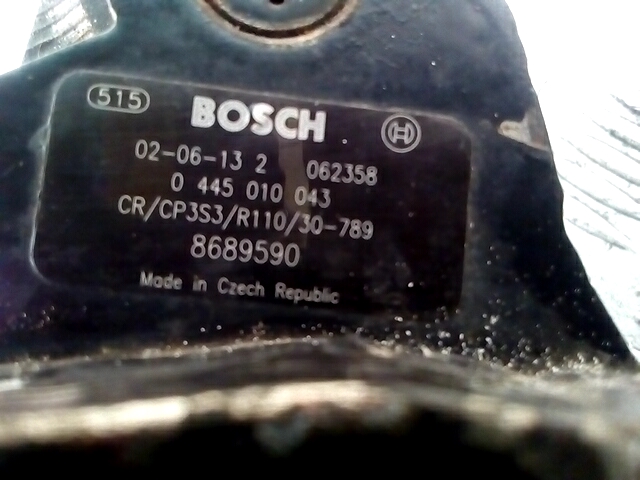 515 BOSCH
02-06-13 2 062358
0 445 010 043
CR/CP3S3/R110/30-789
8689590
Made in Czech Republic